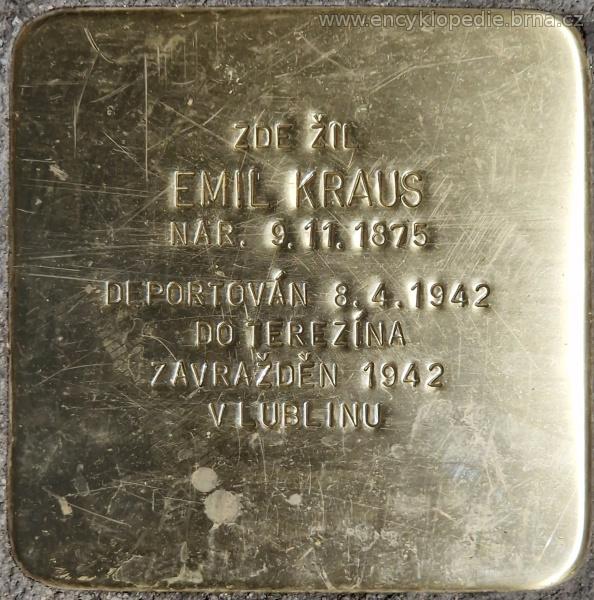 www.encyklopedie.brna.cz
ZDE ŽIL
EMIL KRAUS
NAR. 9.11.1875
DEPORTOVÁN 8.4.1942
DO TEREZÍNA
ZAVRAŽDĚN 1942
V LUBLINU